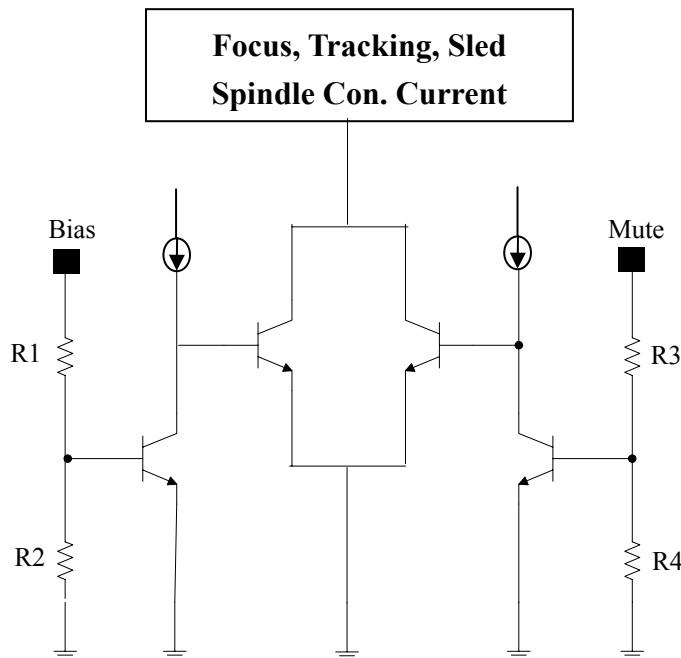 Focus, Tracking, Sled
Spindle Con. Current
Bias
Mute
R1
R3
R2
R4